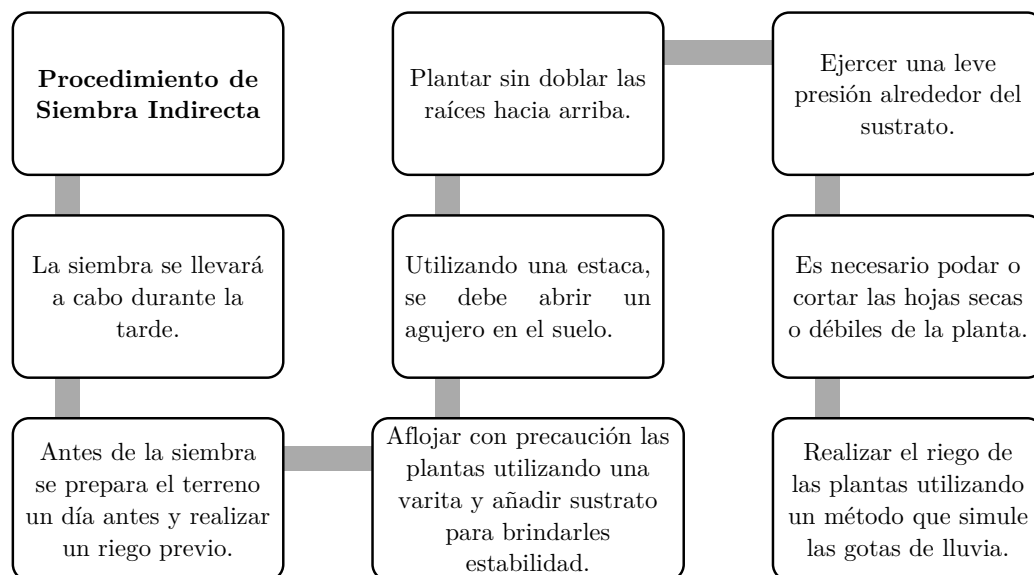 Procedimiento de
Siembra Indirecta
La siembra se llevará
a cabo durante la
tarde.
Antes de la siembra
se prepara el terreno
un día antes y realizar
un riego previo.
Aflojar con precaución las
plantas utilizando una
varita y añadir sustrato
para brindarles
estabilidad.
Utilizando una estaca,
se debe abrir un
agujero en el suelo.
Plantar sin doblar las
raíces hacia arriba.
Ejercer una leve
presión alrededor del
sustrato.
Es necesario podar o
cortar las hojas secas
o débiles de la planta.
Realizar el riego de
las plantas utilizando
un método que simule
las gotas de lluvia.